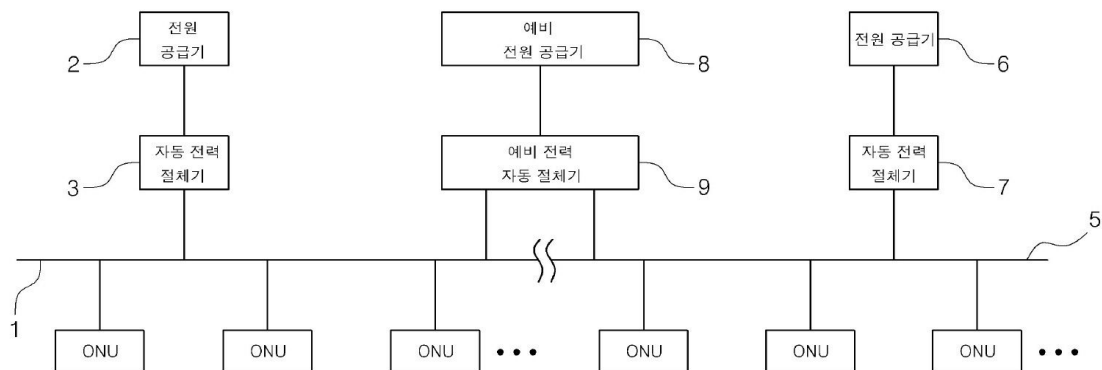 전원
공급기
2
예비
전원 공급기
8
전원 공급기
6
자동 전력
절체기
3
예비 전력
자동 절체기
9
자동 전력
절체기
7
5
1
ONU
ONU
ONU
ONU
ONU
ONU